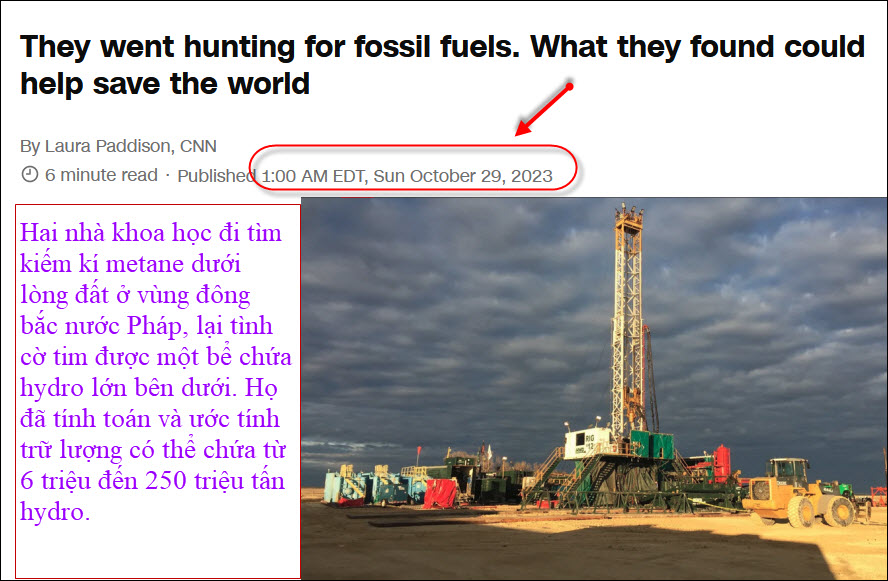 They went hunting for fossil fuels. What they found could
help save the world
By Laura Paddison, CNN
6 minute read · Published 1:00 AM EDT, Sun October 29, 2023
Hai nhà khoa học đi tìm
kiếm kí metane dưới
lòng đất ở vùng đông
bắc nước Pháp, lại tình
cờ tim được một bể chứa
hydro lớn bên dưới. Họ
đã tính toán và ước tính
trữ lượng có thể chứa từ
6 triệu đến 250 triệu tấn
hydro.